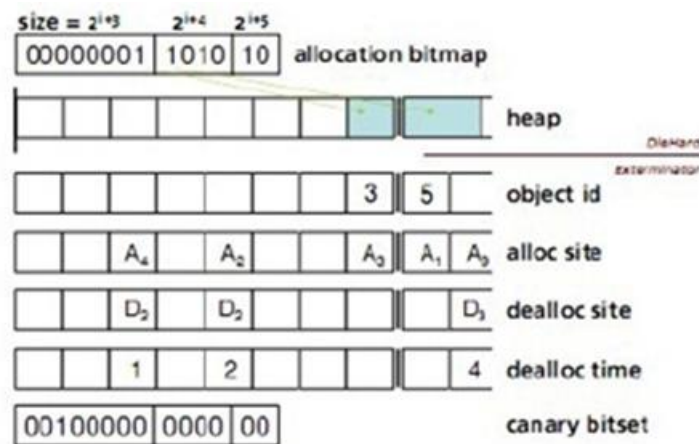 size = 2^i+3 2^i+4 2^i+5
00000001 1010 10 allocation bitmap
heap
DieHard
Exterminator
3 5 object id
A₄ A₂ A₃ A₁ A₉ alloc site
D₂ D₂ D₃ dealloc site
1 2 4 dealloc time
00100000 0000 00 canary bitset